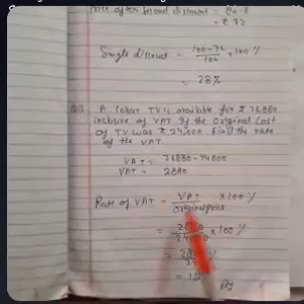 Price after second discount = 80-8
= ₹ 72
Single discount = 100-72/100 × 100 %
= 28%
A colour TV is available for ₹ 26880
inclusive of VAT. If the original cost
of TV was ₹ 24,000 Find the rate
of the VAT
VAT = 26880-24000
VAT = 2880
Rate of VAT = VAT/Original price × 100 %
= 2880/24000 × 100 %